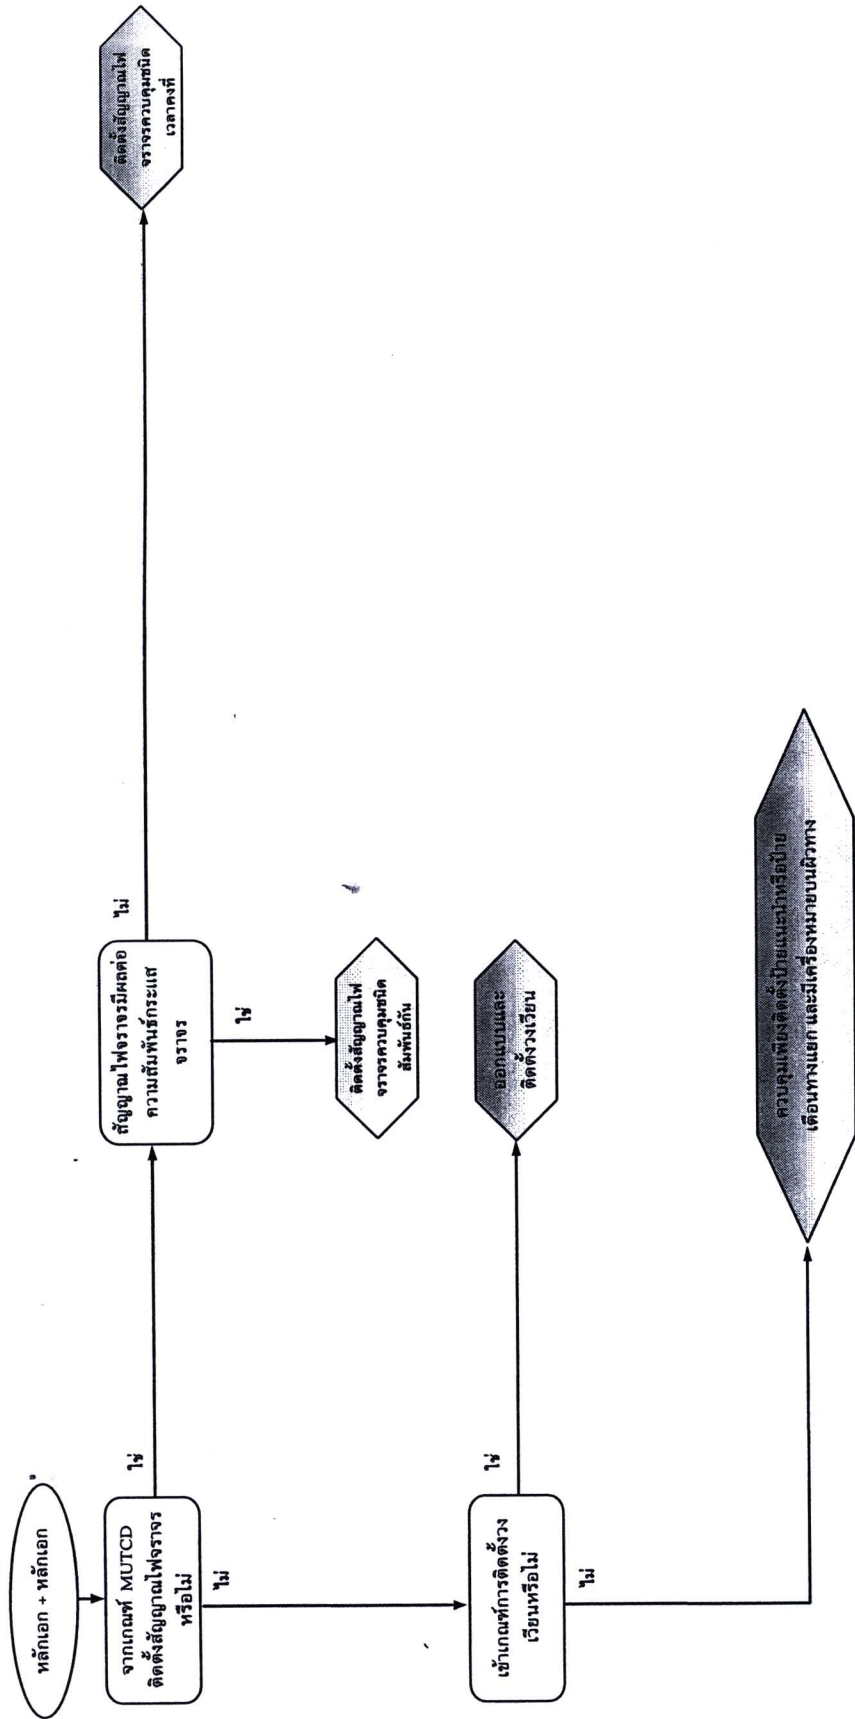 หลักเอก + หลักเอก
จากเกณฑ์ MUTCD
ติดตั้งสัญญาณไฟจราจร
หรือไม่
ใช่
ไม่
สัญญาณไฟจราจรมีผลต่อ
ความสัมพันธ์กระแส
จราจร
ไม่
ใช่
ติดตั้งสัญญาณไฟ
จราจรควบคุมชนิด
เวลาคงที่
ติดตั้งสัญญาณไฟ
จราจรควบคุมชนิด
สัมพันธ์กัน
เข้าเกณฑ์การติดตั้งวง
เวียนหรือไม่
ใช่
ไม่
ออกแบบและ
ติดตั้งวงเวียน
ควบคุมเพียงติดตั้งป้ายแนะนำหรือป้าย
เตือนทางแยก และมีเครื่องหมายบนผิวทาง